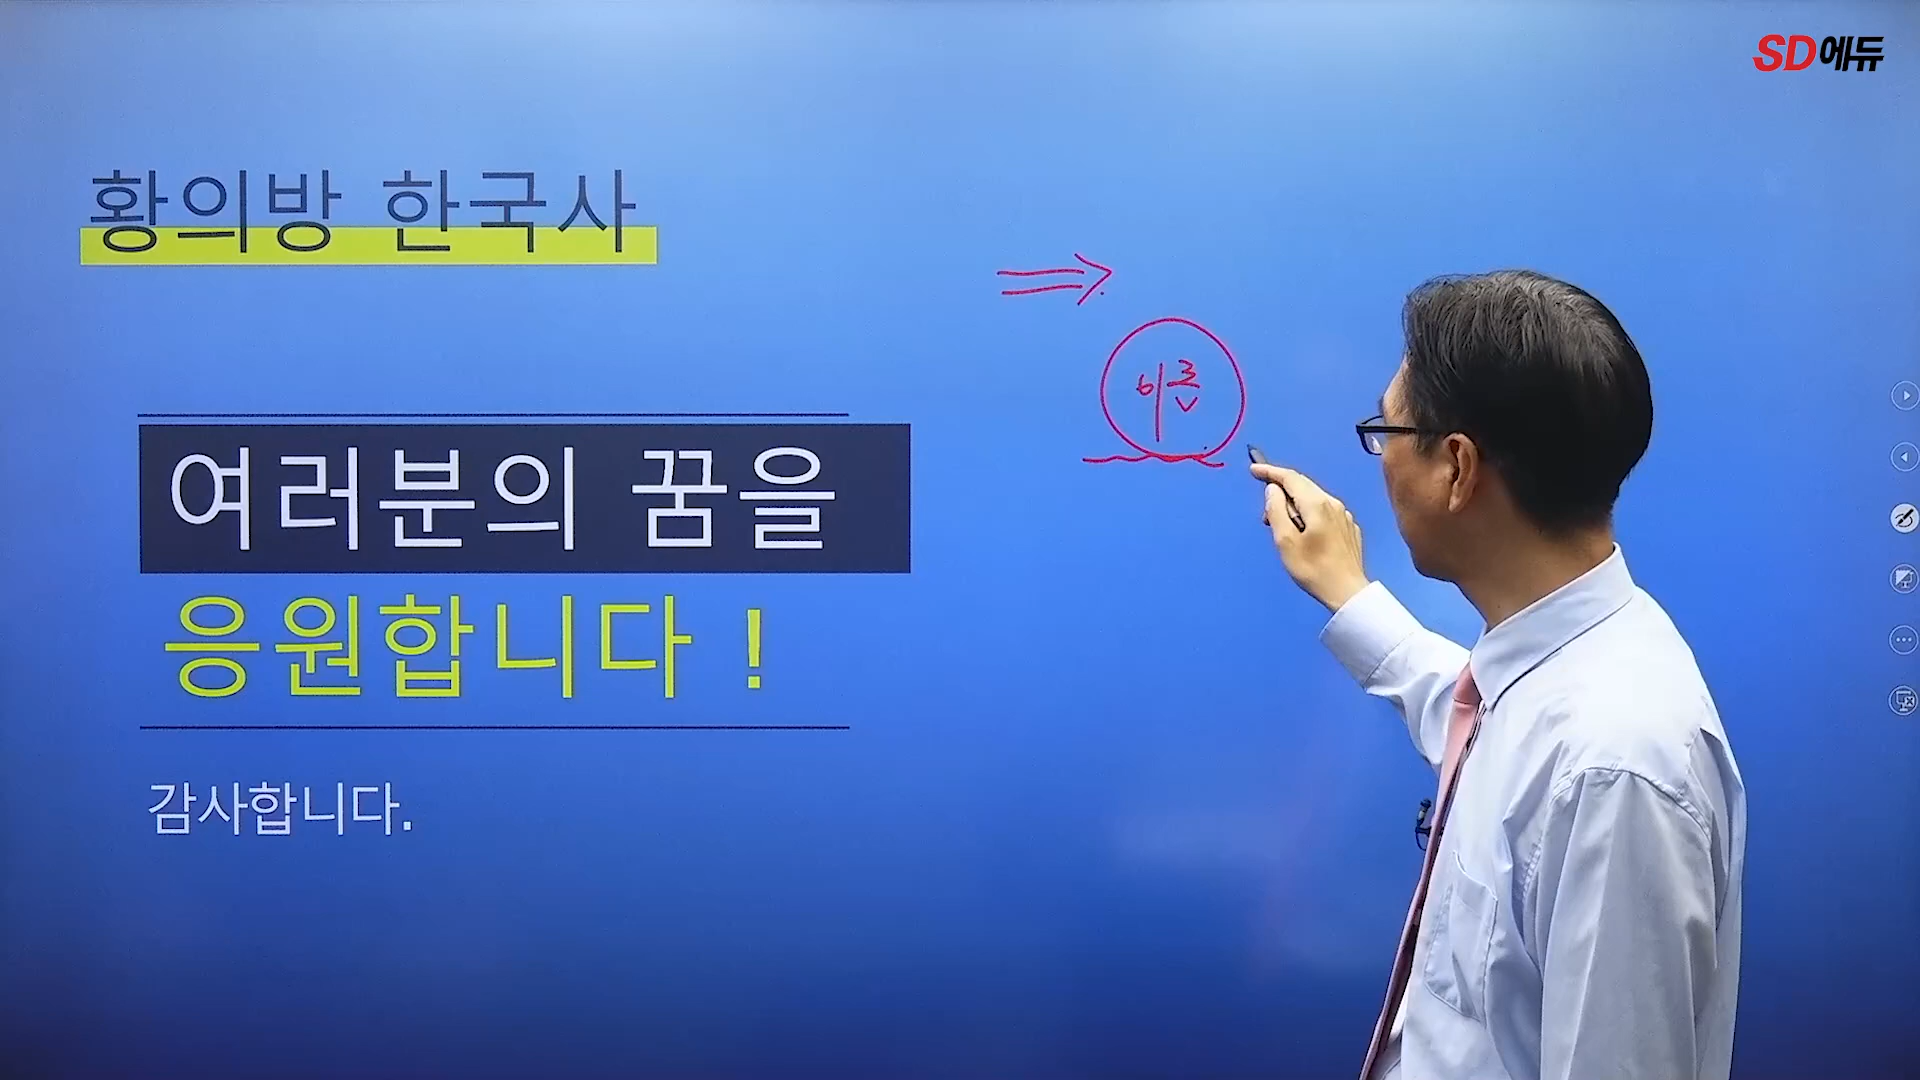 SD에듀
황의방 한국사
여러분의 꿈을
응원합니다 !
감사합니다.